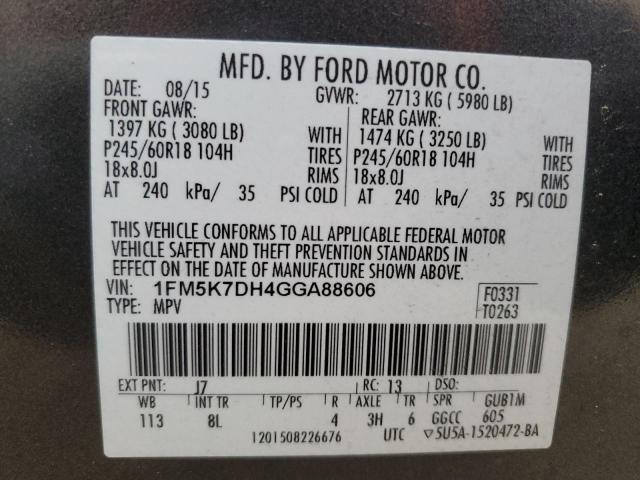 MFD. BY FORD MOTOR CO.
DATE: 08/15 GVWR: 2713 KG ( 5980 LB)
FRONT GAWR: REAR GAWR:
1397 KG ( 3080 LB) WITH 1474 KG ( 3250 LB) WITH
P245/60R18 104H TIRES P245/60R18 104H TIRES
18x8.0J RIMS 18x8.0J RIMS
AT 240 kPa/ 35 PSI COLD AT 240 kPa/ 35 PSI COLD
THIS VEHICLE CONFORMS TO ALL APPLICABLE FEDERAL MOTOR
VEHICLE SAFETY AND THEFT PREVENTION STANDARDS IN
EFFECT ON THE DATE OF MANUFACTURE SHOWN ABOVE.
VIN: 1FM5K7DH4GGA88606 F0331
TYPE: MPV T0263
EXT PNT: J7 RC: 13 DSO:
WB INT TR TP/PS R AXLE TR SPR GUB1M
113 8L 4 3H 6 GGCC 605
1201508226676 UTC ▽5U5A-1520472-BA